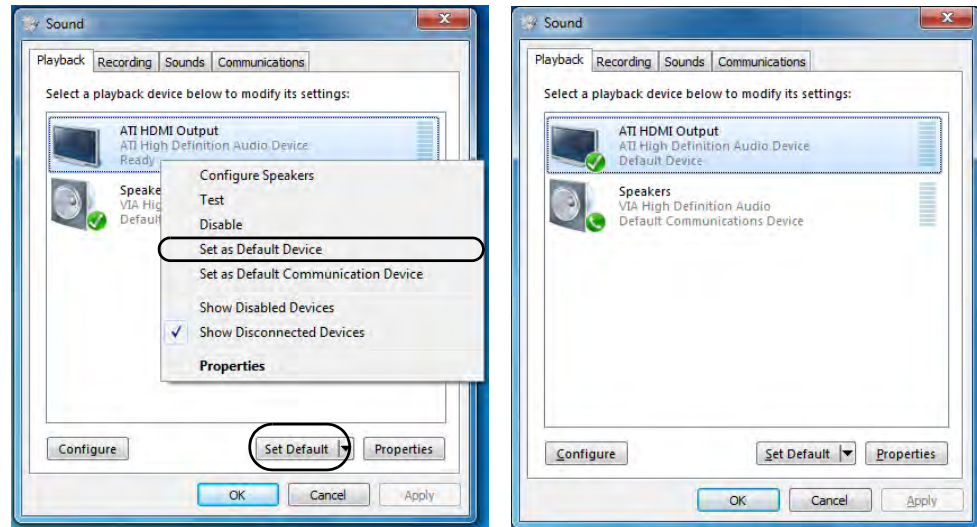 Sound
Playback Recording Sounds Communications
Select a playback device below to modify its settings:
ATI HDMI Output
ATI High Definition Audio Device
Ready
Speake
VIA Hig
Default
Configure Speakers
Test
Disable
Set as Default Device
Set as Default Communication Device
Show Disabled Devices
Show Disconnected Devices
Properties
Configure Set Default Properties
OK Cancel Apply
Sound
Playback Recording Sounds Communications
Select a playback device below to modify its settings:
ATI HDMI Output
ATI High Definition Audio Device
Default Device
Speakers
VIA High Definition Audio
Default Communications Device
Configure Set Default Properties
OK Cancel Apply